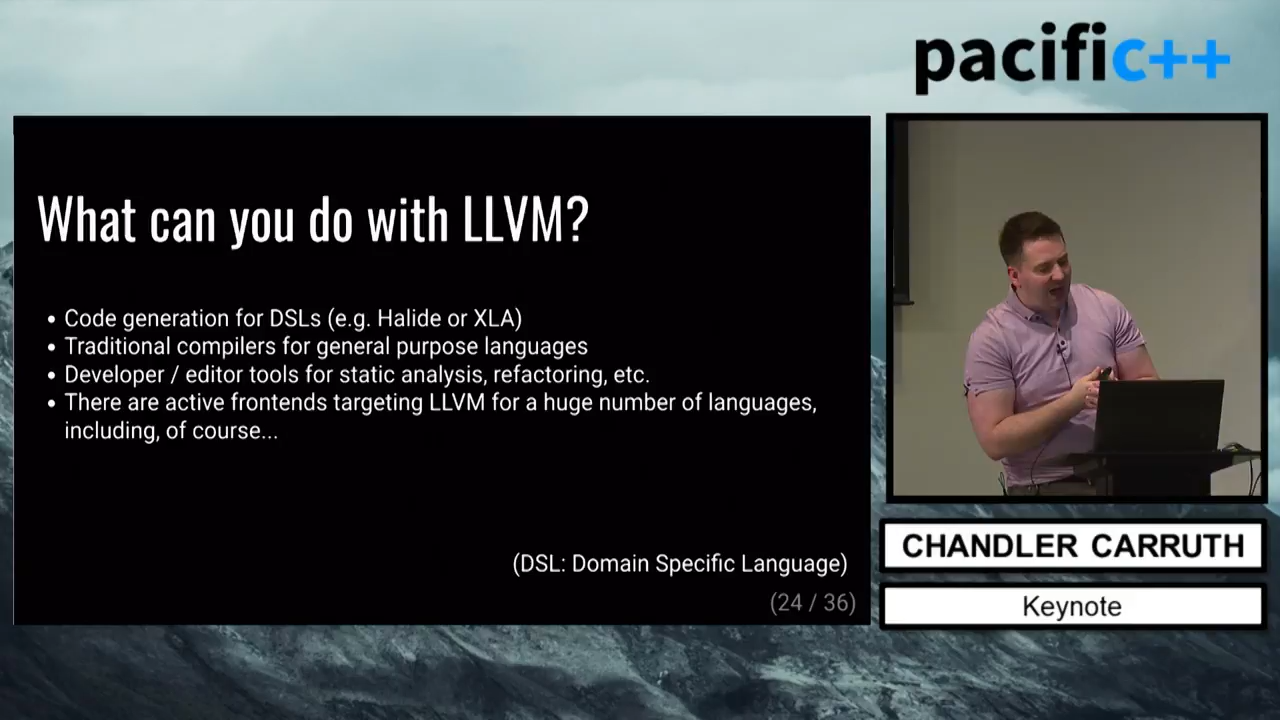 pacific++
What can you do with LLVM?
• Code generation for DSLs (e.g. Halide or XLA)
• Traditional compilers for general purpose languages
• Developer / editor tools for static analysis, refactoring, etc.
• There are active frontends targeting LLVM for a huge number of languages,
including, of course...
(DSL: Domain Specific Language)
(24 / 36)
CHANDLER CARRUTH
Keynote